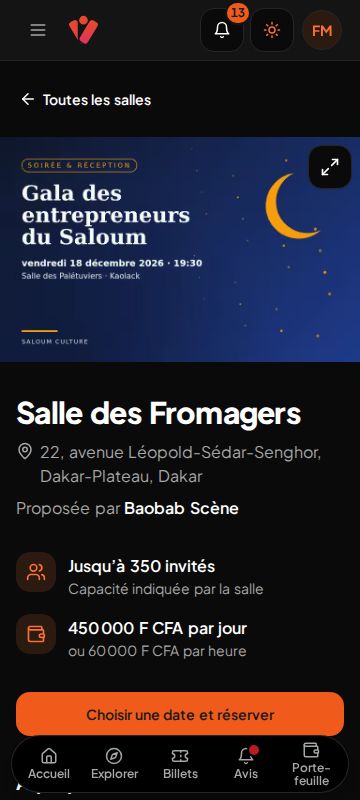 13
FM
Toutes les salles
SOIRÉE & RÉCEPTION
Gala des
entrepreneurs
du Saloum
vendredi 18 décembre 2026 · 19:30
Salle des Palétuviers · Kaolack
SALOUM CULTURE
Salle des Fromagers
22, avenue Léopold-Sédar-Senghor,
Dakar-Plateau, Dakar
Proposée par Baobab Scène
Jusqu'à 350 invités
Capacité indiquée par la salle
450 000 F CFA par jour
ou 60 000 F CFA par heure
Choisir une date et réserver
Accueil
Explorer
Billets
Avis
Porte-
feuille